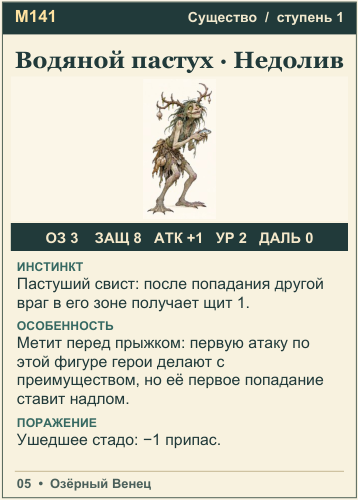 М141
Существо / ступень 1
Водяной пастух · Недолив
ОЗ 3 ЗАЩ 8 АТК +1 УР 2 ДАЛЬ 0
ИНСТИНКТ
Пастуший свист: после попадания другой
враг в его зоне получает щит 1.
ОСОБЕННОСТЬ
Метит перед прыжком: первую атаку по
этой фигуре герои делают с
преимуществом, но её первое попадание
ставит надлом.
ПОРАЖЕНИЕ
Ушедшее стадо: −1 припас.
05 • Озёрный Венец